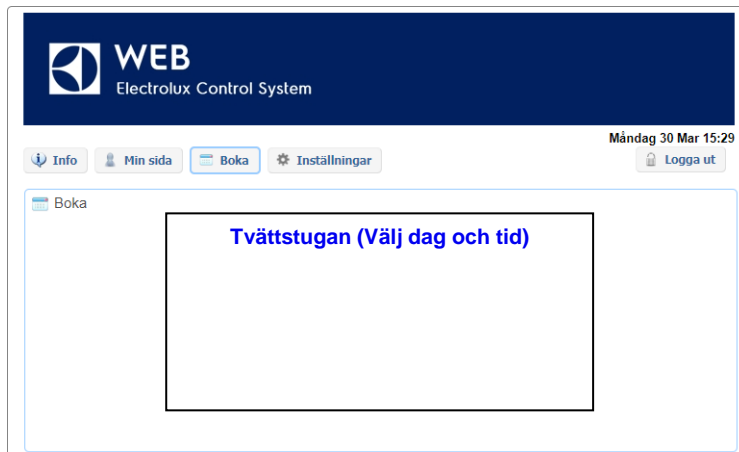 WEB
Electrolux Control System
Måndag 30 Mar 15:29
Info Min sida Boka Inställningar Logga ut
Boka
Tvättstugan (Välj dag och tid)